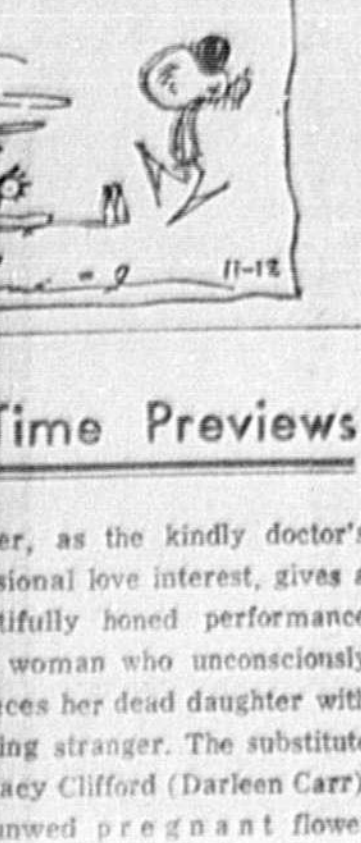 11-12
Time Previews
er, as the kindly doctor's
sional love interest, gives a
tifully honed performance
woman who unconsciously
ces her dead daughter with
ing stranger. The substitute
acy Clifford (Darleen Carr)
unwed pregnant flowe